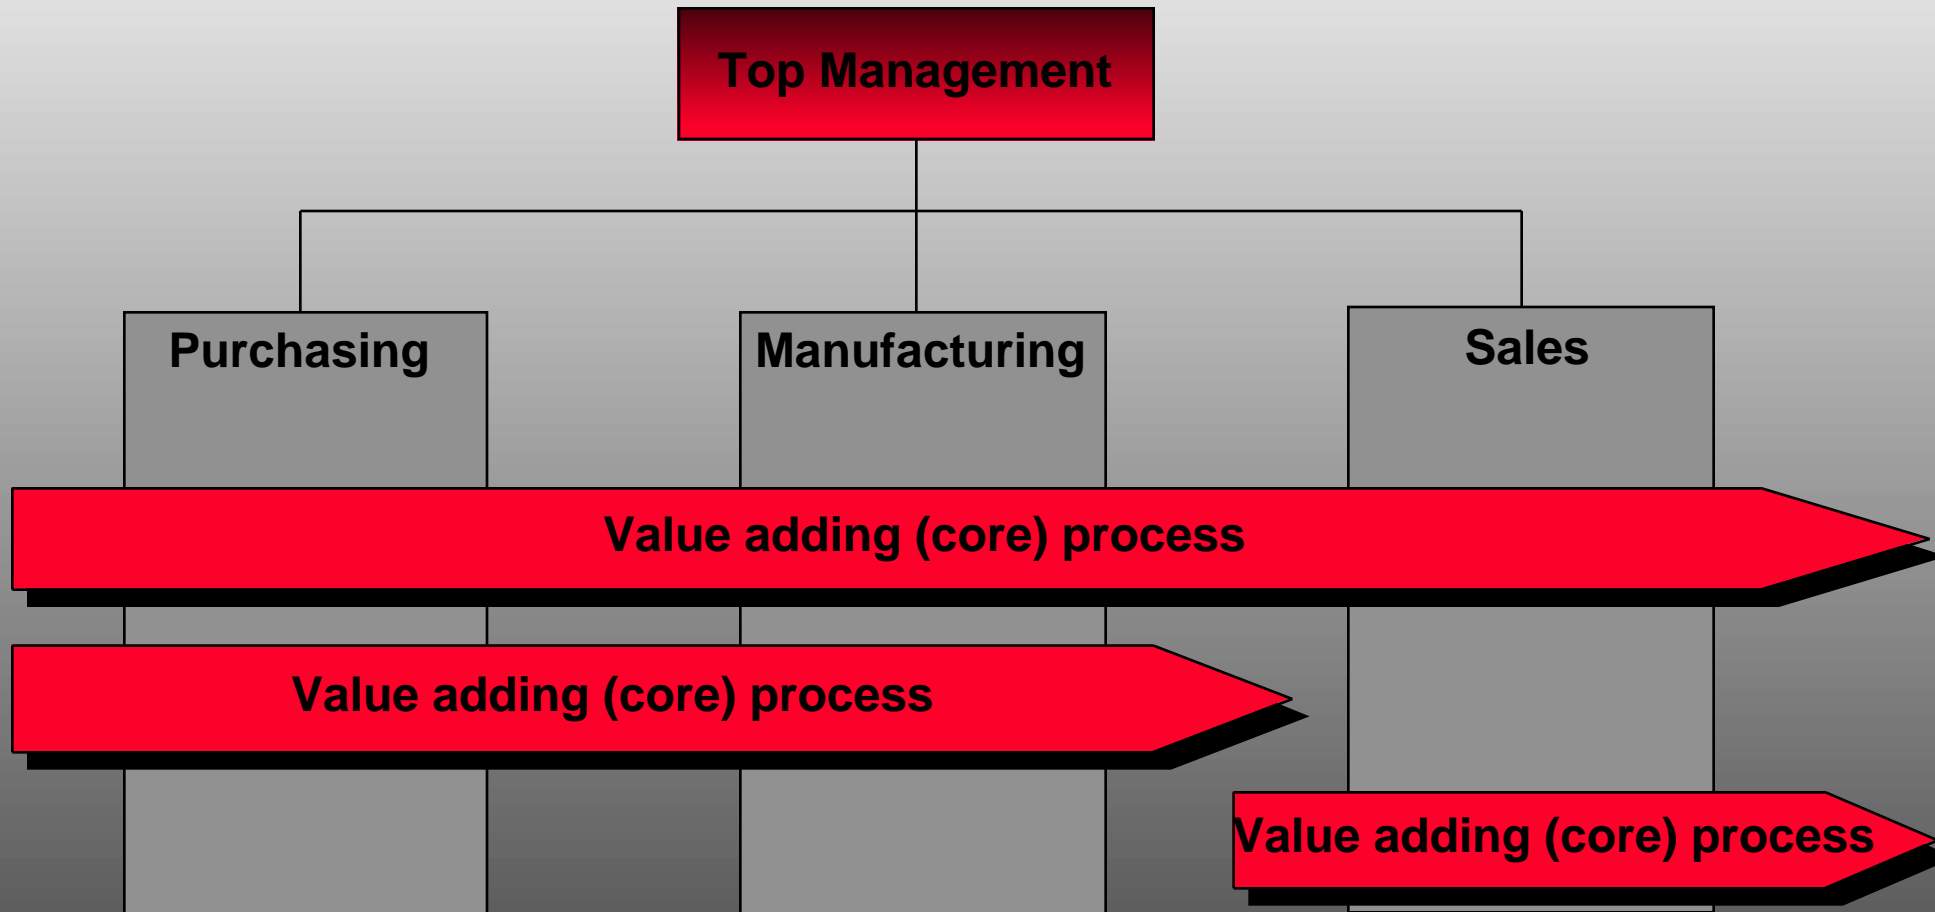 Top Management
Purchasing
Manufacturing
Sales
Value adding (core) process
Value adding (core) process
Value adding (core) process